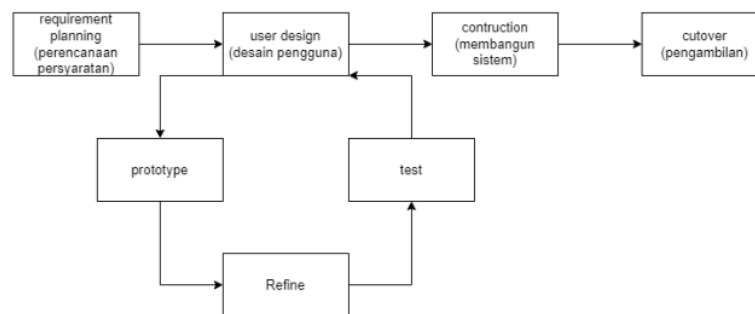 requirement
planning
(perencanaan
persyaratan)
user design
(desain pengguna)
contruction
(membangun
sistem)
cutover
(pengambilan)
prototype
test
Refine